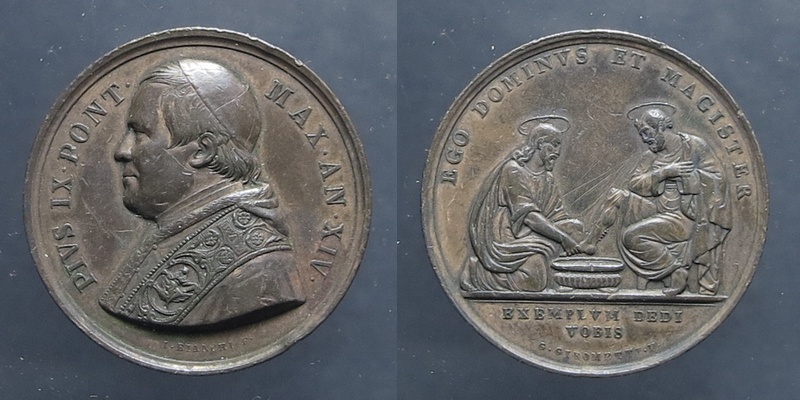 PIVS IX · PONT · MAX · AN · XIV ·
EGO DOMINVS ET MAGISTER
EXEMPLVM DEDI
VOBIS